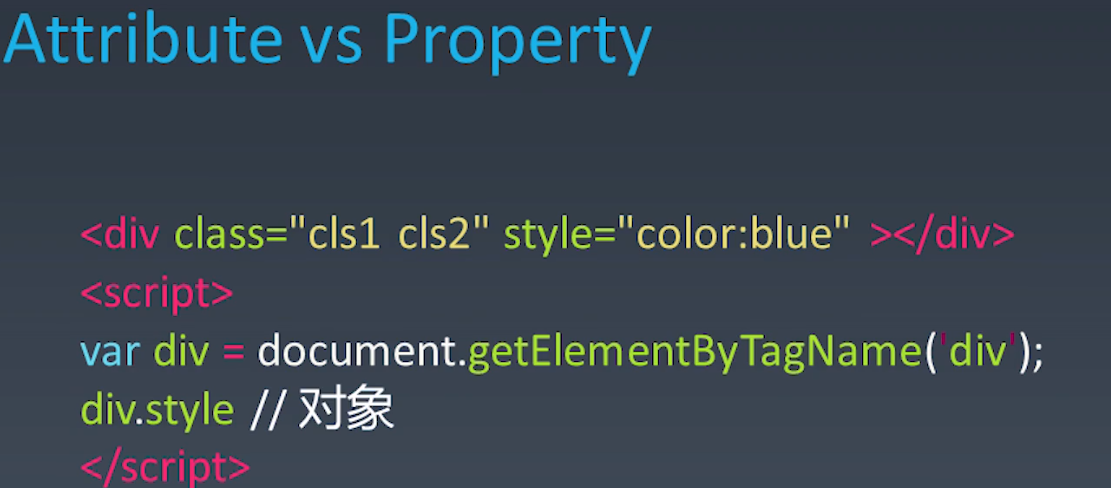 Attribute vs Property
<div class="cls1 cls2" style="color:blue" ></div>
<script>
var div = document.getElementByTagName('div');
div.style // 对象
</script>